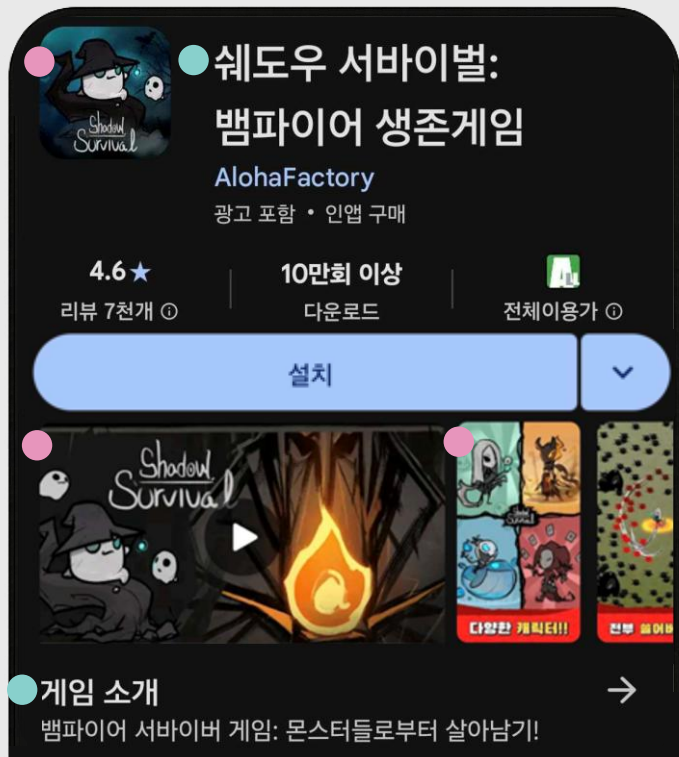 Shadow
Survival
쉐도우 서바이벌:
뱀파이어 생존게임
AlohaFactory
광고 포함 • 인앱 구매
4.6★
리뷰 7천개 ⓘ
10만회 이상
다운로드
ALL
전체이용가 ⓘ
설치
Shadow
Survival
Shadow
Survival
다양한 캐릭터!!
전부
게임 소개
뱀파이어 서바이버 게임: 몬스터들로부터 살아남기!